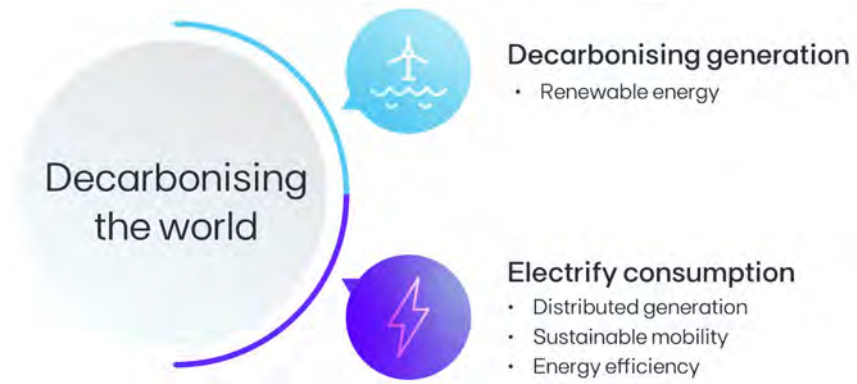 Decarbonising
the world
Decarbonising generation
• Renewable energy
Electrify consumption
• Distributed generation
• Sustainable mobility
• Energy efficiency